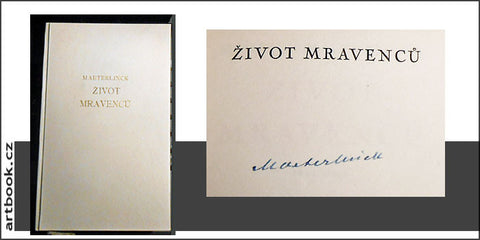 MAETERLINCK
ŽIVOT
MRAVENCŮ
ŽIVOT MRAVENCŮ
Maeterlinck
artbook.cz